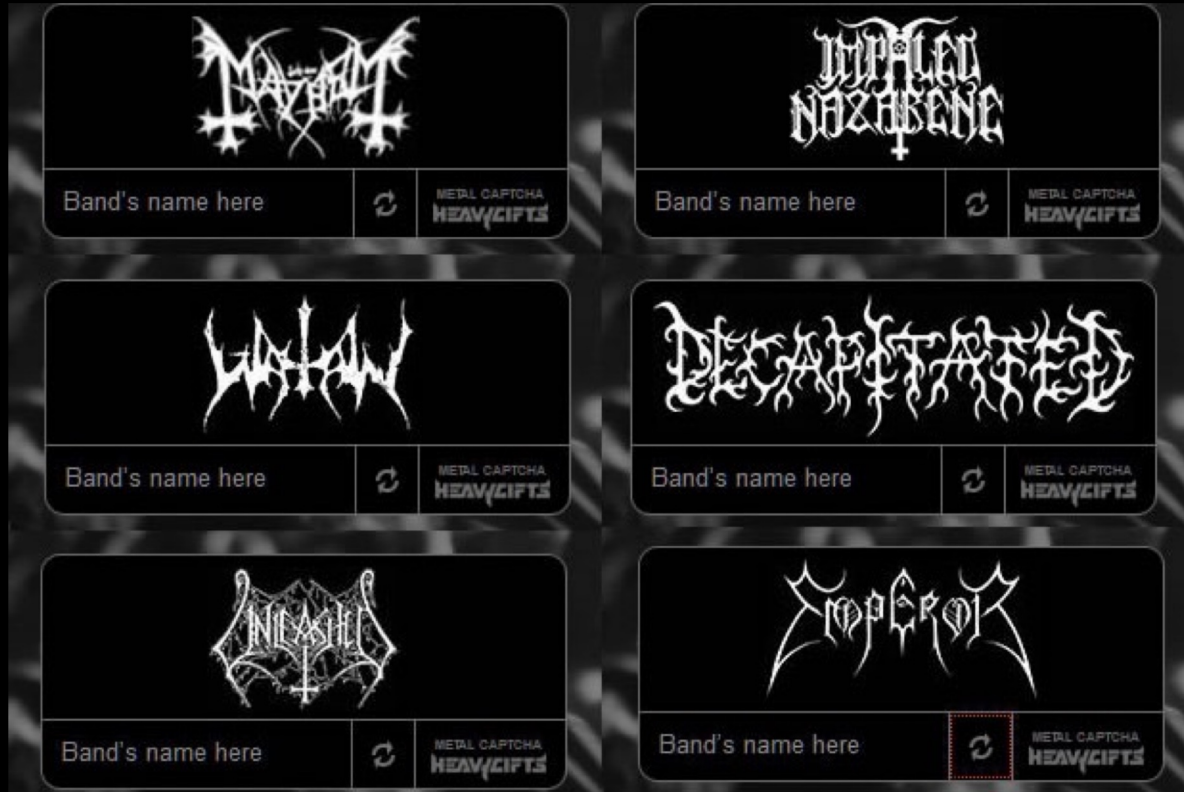 MAYHEM
Band's name here
METAL CAPTCHA
HEAVYGIFTS
IMPALED
NAZARENE
Band's name here
METAL CAPTCHA
HEAVYGIFTS
WATAIN
Band's name here
METAL CAPTCHA
HEAVYGIFTS
DECAPITATED
Band's name here
METAL CAPTCHA
HEAVYGIFTS
UNLEASHED
Band's name here
METAL CAPTCHA
HEAVYGIFTS
EMPEROR
Band's name here
METAL CAPTCHA
HEAVYGIFTS